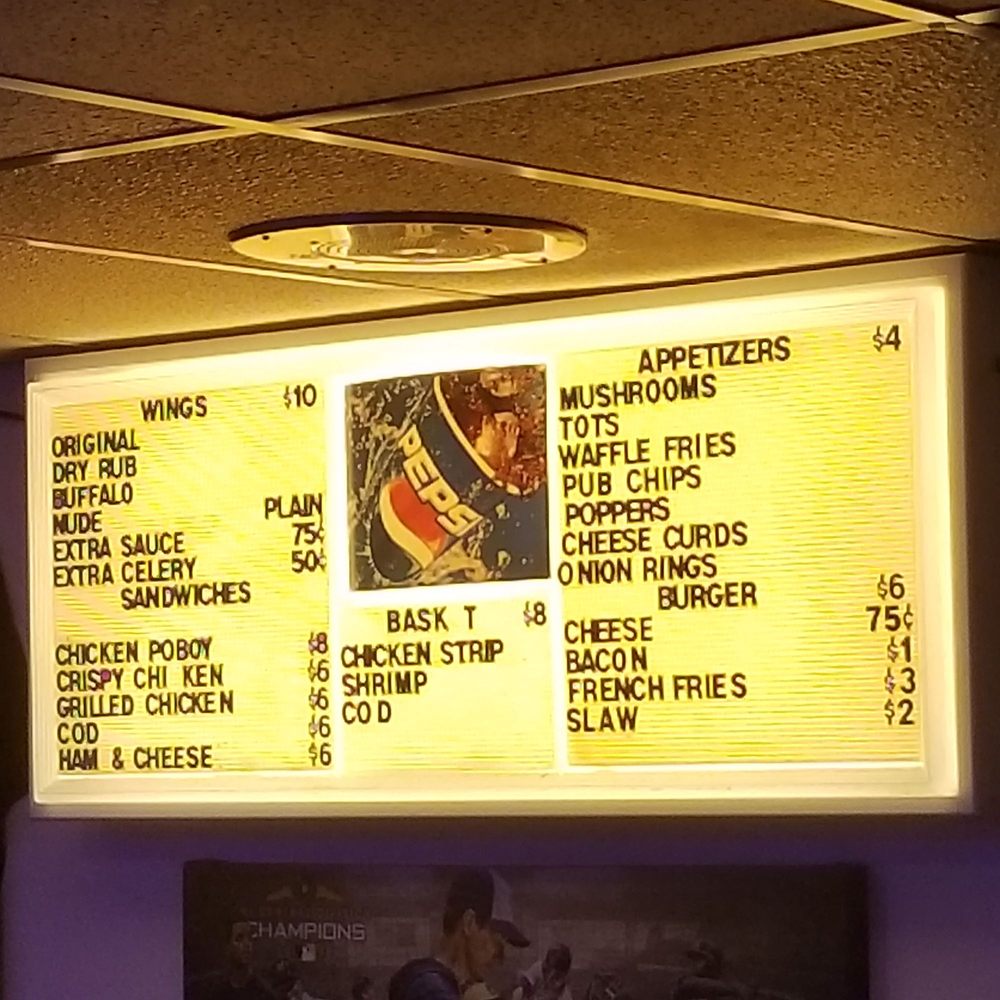 WINGS $10
ORIGINAL
DRY RUB
BUFFALO
NUDE PLAIN
EXTRA SAUCE 75¢
EXTRA CELERY 50¢
SANDWICHES
CHICKEN POBOY $8
CRISPY CHI KEN $6
GRILLED CHICKEN $6
COD $6
HAM & CHEESE $6
PEPSI
BASK T $8
CHICKEN STRIP
SHRIMP
COD
APPETIZERS $4
MUSHROOMS
TOTS
WAFFLE FRIES
PUB CHIPS
POPPERS
CHEESE CURDS
ONION RINGS
BURGER $6
CHEESE 75¢
BACON $1
FRENCH FRIES $3
SLAW $2
CHAMPIONS